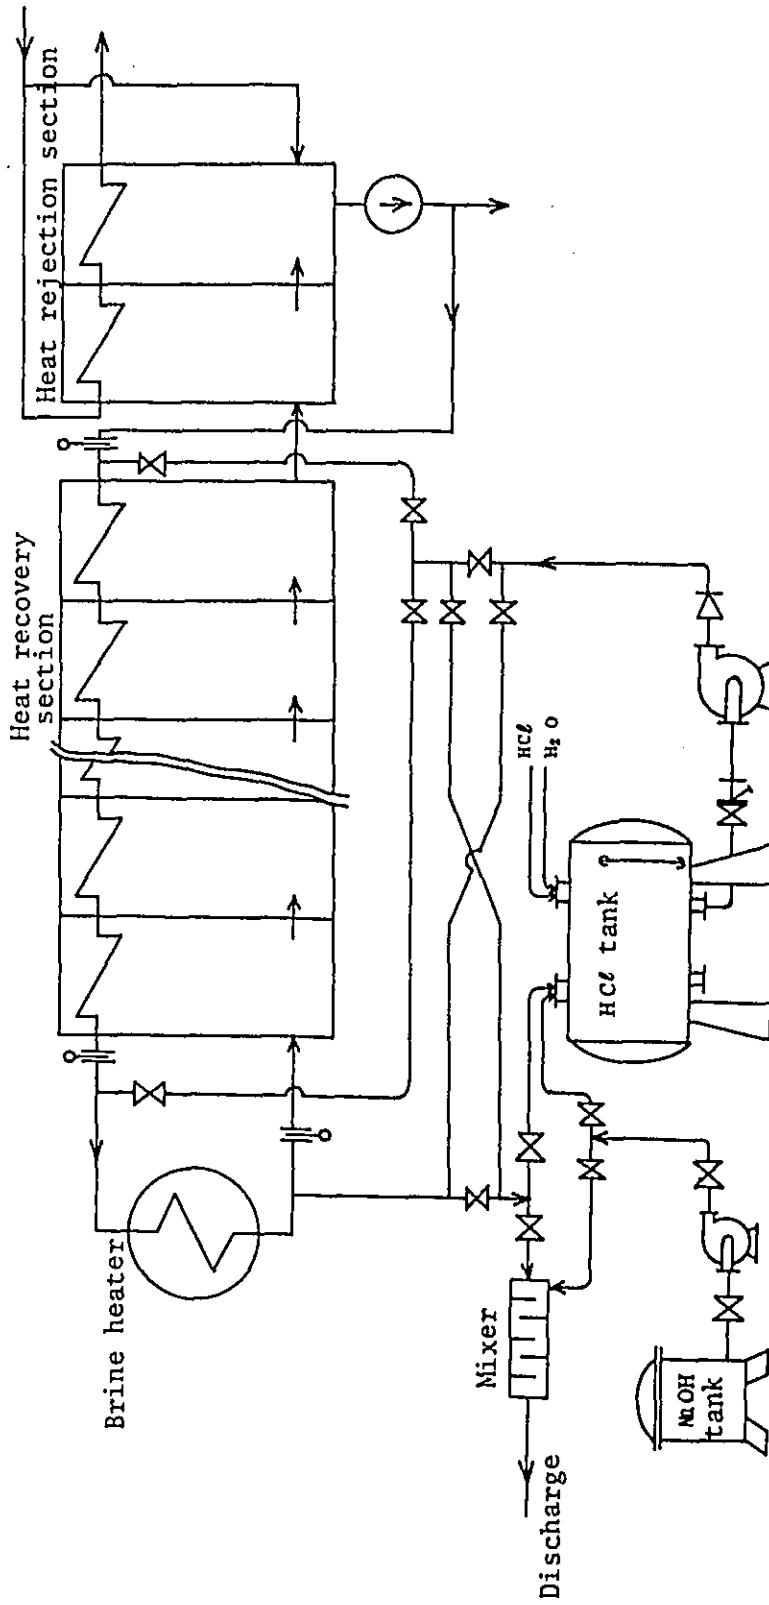 Heat rejection section
Heat recovery
section
Brine heater
HCl
H₂O
HCl tank
Mixer
NaOH
tank
Discharge